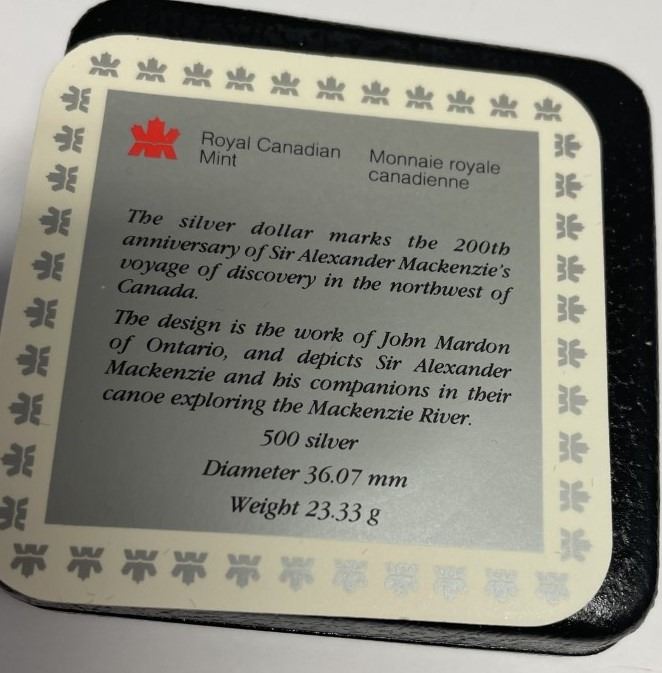 Royal Canadian
Mint
Monnaie royale
canadienne
The silver dollar marks the 200th
anniversary of Sir Alexander Mackenzie's
voyage of discovery in the northwest of
Canada.
The design is the work of John Mardon
of Ontario, and depicts Sir Alexander
Mackenzie and his companions in their
canoe exploring the Mackenzie River.
500 silver
Diameter 36.07 mm
Weight 23.33 g